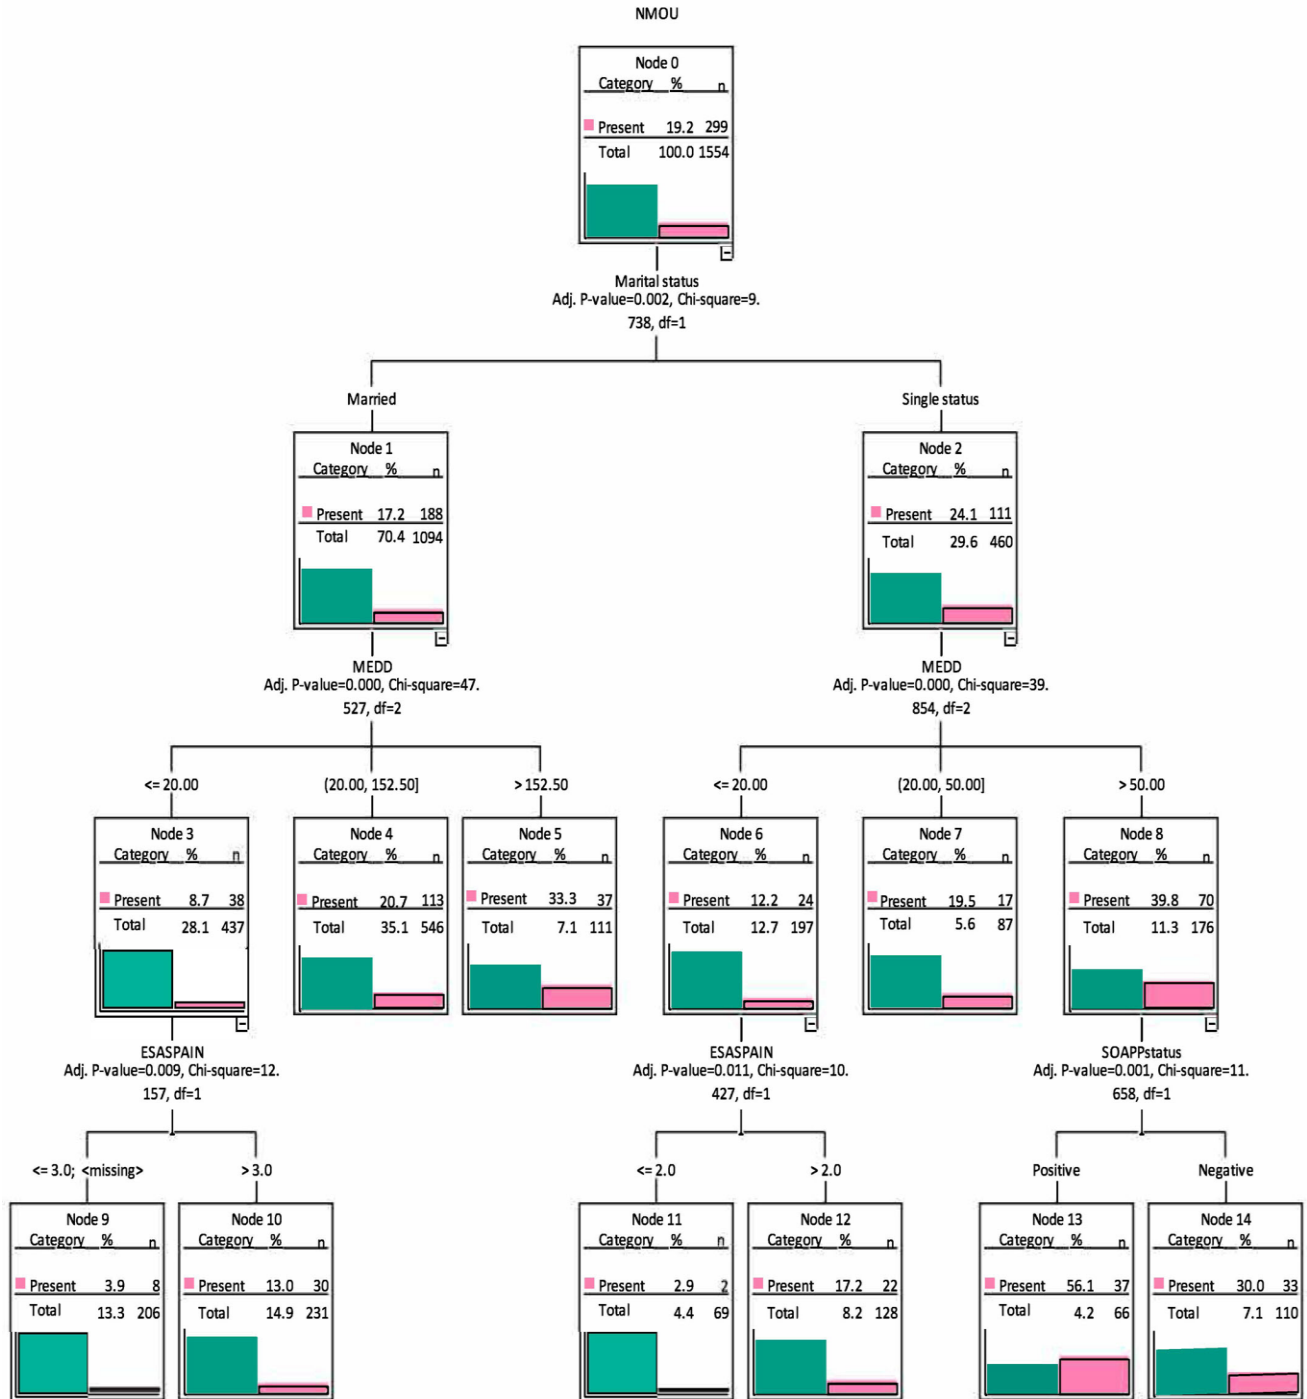 NMOU
Node 0
Category % n
Present 19.2 299
Total 100.0 1554
Marital status
Adj. P-value=0.002, Chi-square=9.
738, df=1
Married
Single status
Node 1
Category % n
Present 17.2 188
Total 70.4 1094
Node 2
Category % n
Present 24.1 111
Total 29.6 460
MEDD
Adj. P-value=0.000, Chi-square=47.
527, df=2
MEDD
Adj. P-value=0.000, Chi-square=39.
854, df=2
<= 20.00
(20.00, 152.50]
> 152.50
<= 20.00
(20.00, 50.00]
> 50.00
Node 3
Category % n
Present 8.7 38
Total 28.1 437
Node 4
Category % n
Present 20.7 113
Total 35.1 546
Node 5
Category % n
Present 33.3 37
Total 7.1 111
Node 6
Category % n
Present 12.2 24
Total 12.7 197
Node 7
Category % n
Present 19.5 17
Total 5.6 87
Node 8
Category % n
Present 39.8 70
Total 11.3 176
ESASPAIN
Adj. P-value=0.009, Chi-square=12.
157, df=1
ESASPAIN
Adj. P-value=0.011, Chi-square=10.
427, df=1
SOAPPstatus
Adj. P-value=0.001, Chi-square=11.
658, df=1
<= 3.0; <missing>
> 3.0
<= 2.0
> 2.0
Positive
Negative
Node 9
Category % n
Present 3.9 8
Total 13.3 206
Node 10
Category % n
Present 13.0 30
Total 14.9 231
Node 11
Category % n
Present 2.9 2
Total 4.4 69
Node 12
Category % n
Present 17.2 22
Total 8.2 128
Node 13
Category % n
Present 56.1 37
Total 4.2 66
Node 14
Category % n
Present 30.0 33
Total 7.1 110